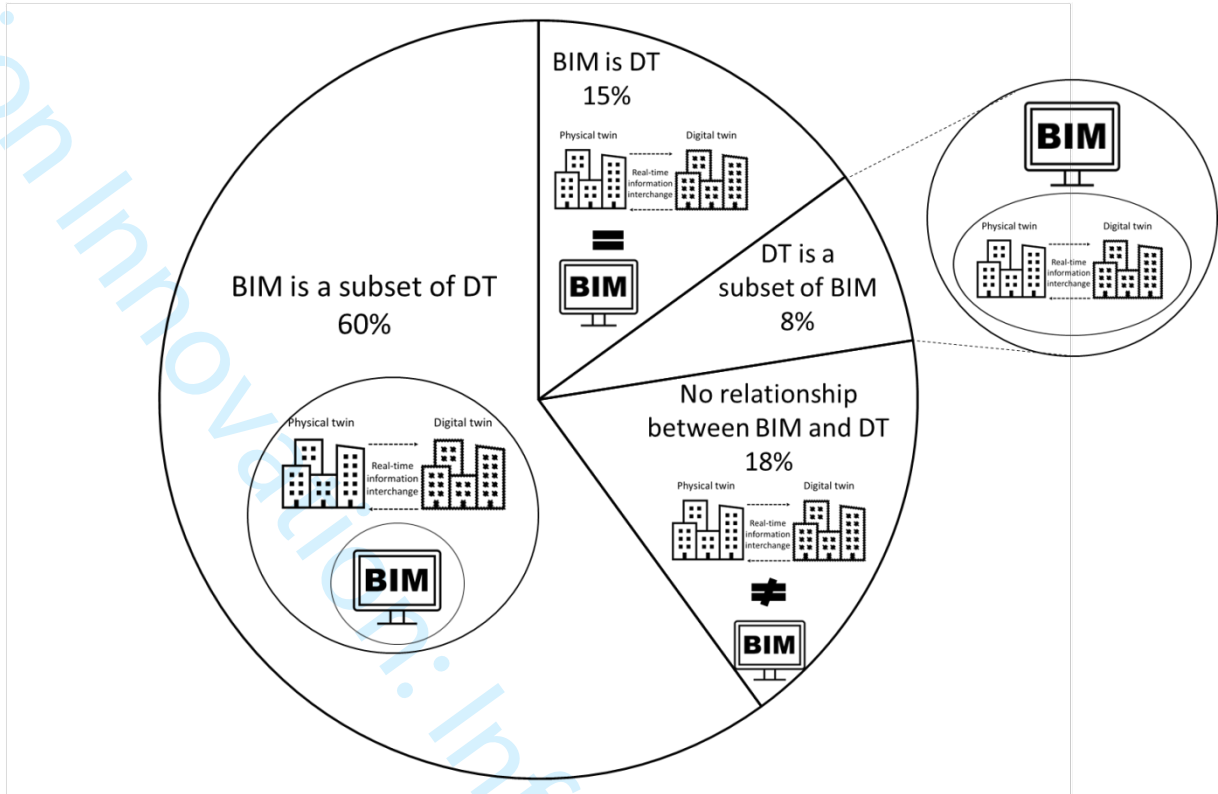 BIM is DT
15%
Physical twin
Digital twin
Real-time
information
interchange
BIM
DT is a
subset of BIM
8%
BIM
Physical twin
Digital twin
Real-time
information
interchange
BIM is a subset of DT
60%
Physical twin
Digital twin
Real-time
information
interchange
BIM
No relationship
between BIM and DT
18%
Physical twin
Digital twin
Real-time
information
interchange
BIM
on Innovation: Inf